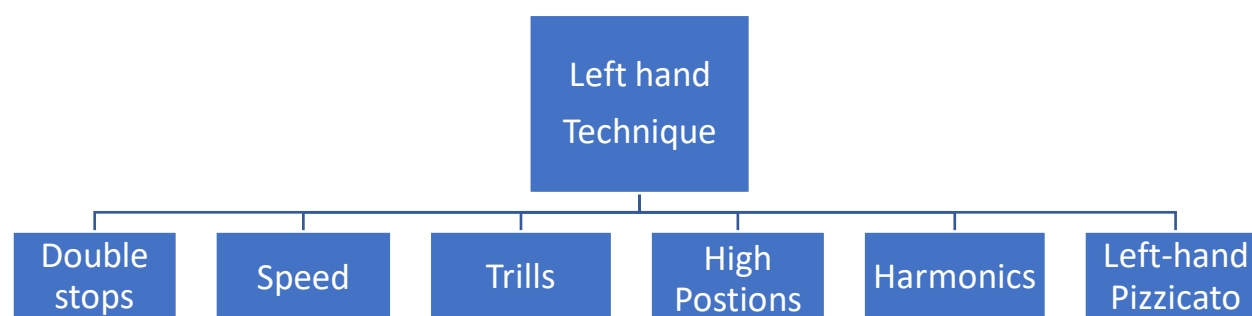 Left hand
Technique
Double
stops
Speed
Trills
High
Postions
Harmonics
Left-hand
Pizzicato